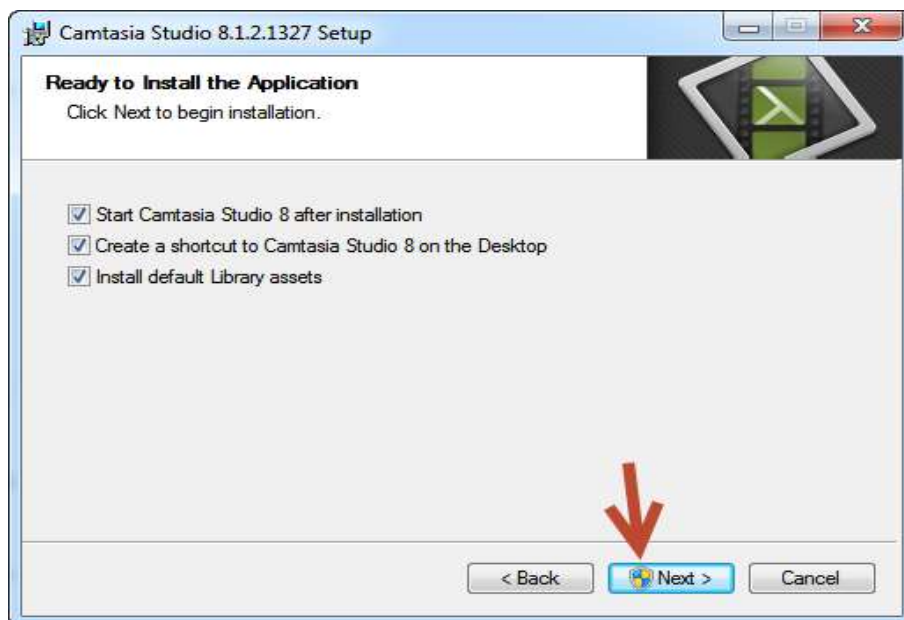 Camtasia Studio 8.1.2.1327 Setup
Ready to Install the Application
Click Next to begin installation.
Start Camtasia Studio 8 after installation
Create a shortcut to Camtasia Studio 8 on the Desktop
Install default Library assets
< Back Next > Cancel